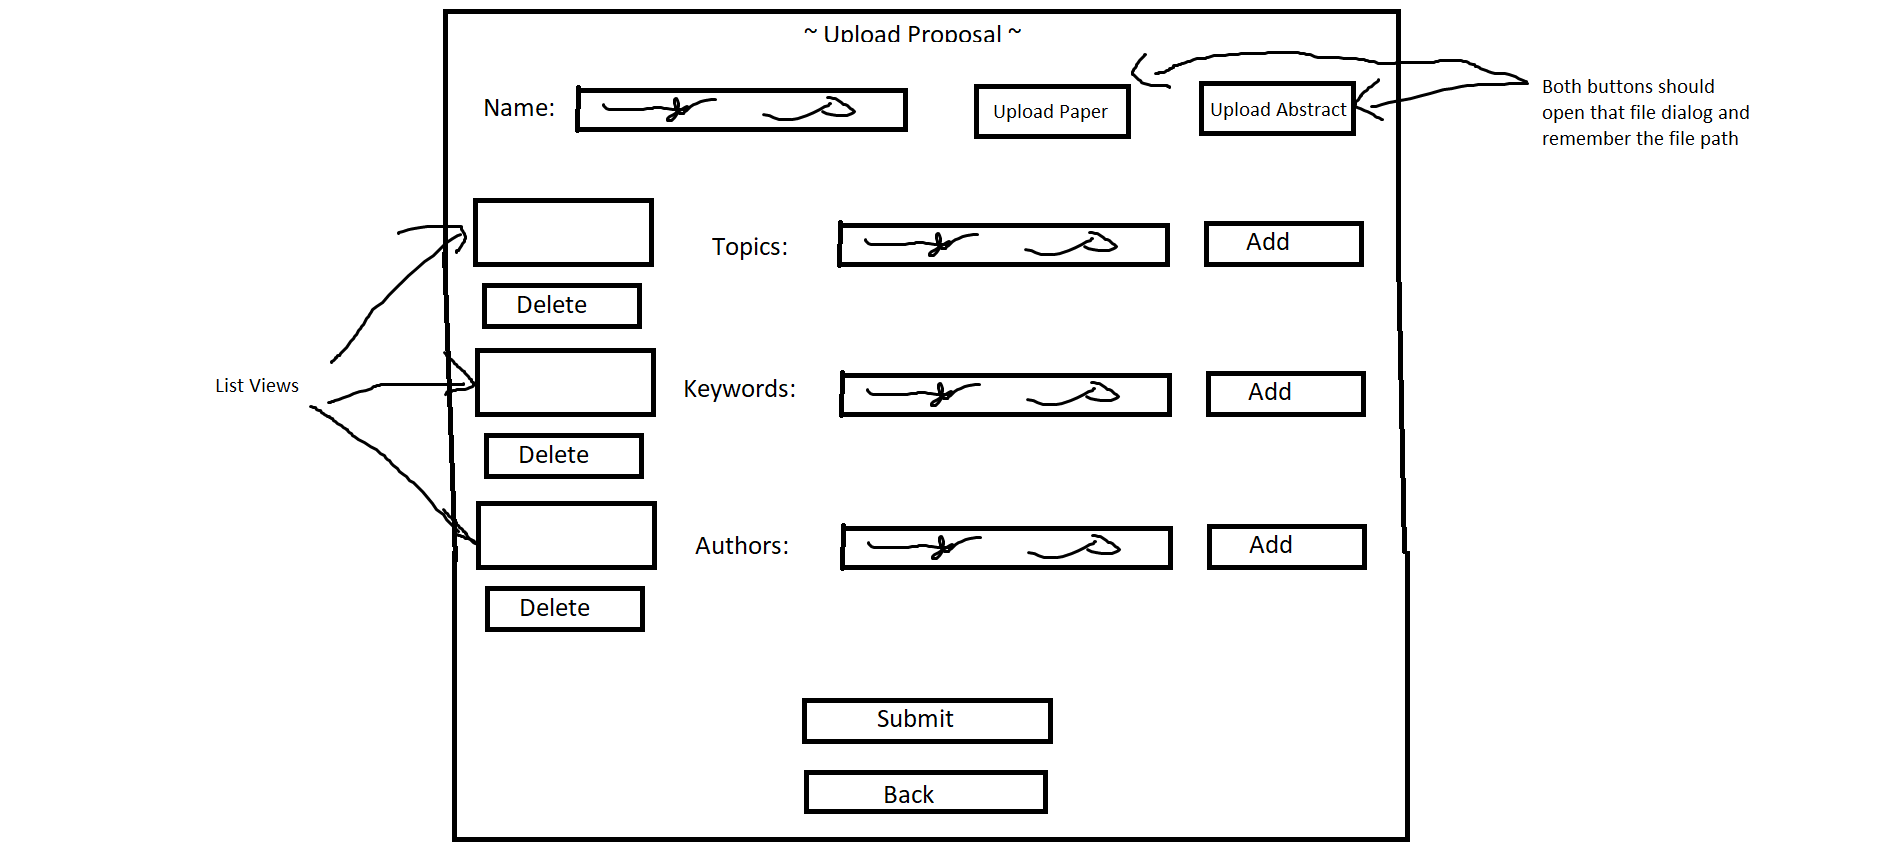 ~ Upload Proposal ~
Name:
Upload Paper
Upload Abstract
Both buttons should
open that file dialog and
remember the file path
Topics:
Add
Delete
List Views
Keywords:
Add
Delete
Authors:
Add
Delete
Submit
Back